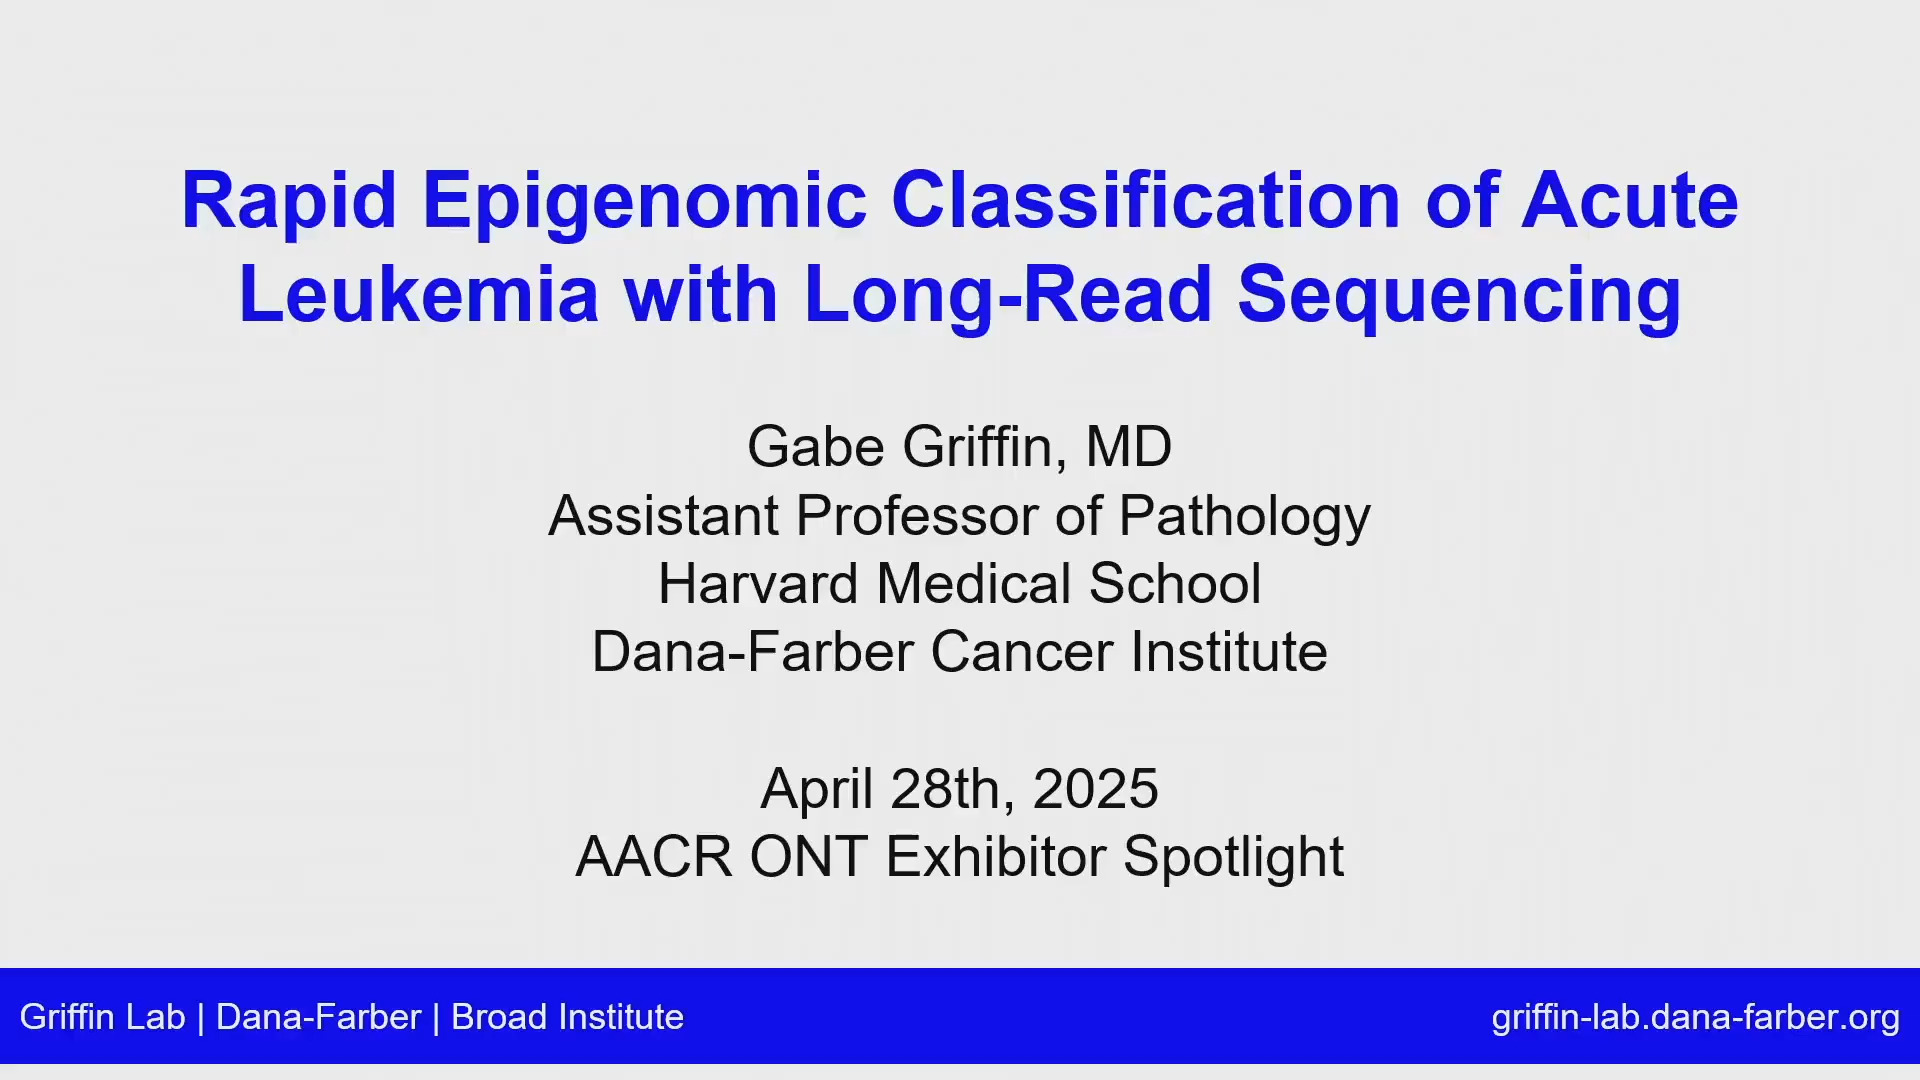 Rapid Epigenomic Classification of Acute
Leukemia with Long-Read Sequencing
Gabe Griffin, MD
Assistant Professor of Pathology
Harvard Medical School
Dana-Farber Cancer Institute
April 28th, 2025
AACR ONT Exhibitor Spotlight
Griffin Lab | Dana-Farber | Broad Institute
griffin-lab.dana-farber.org